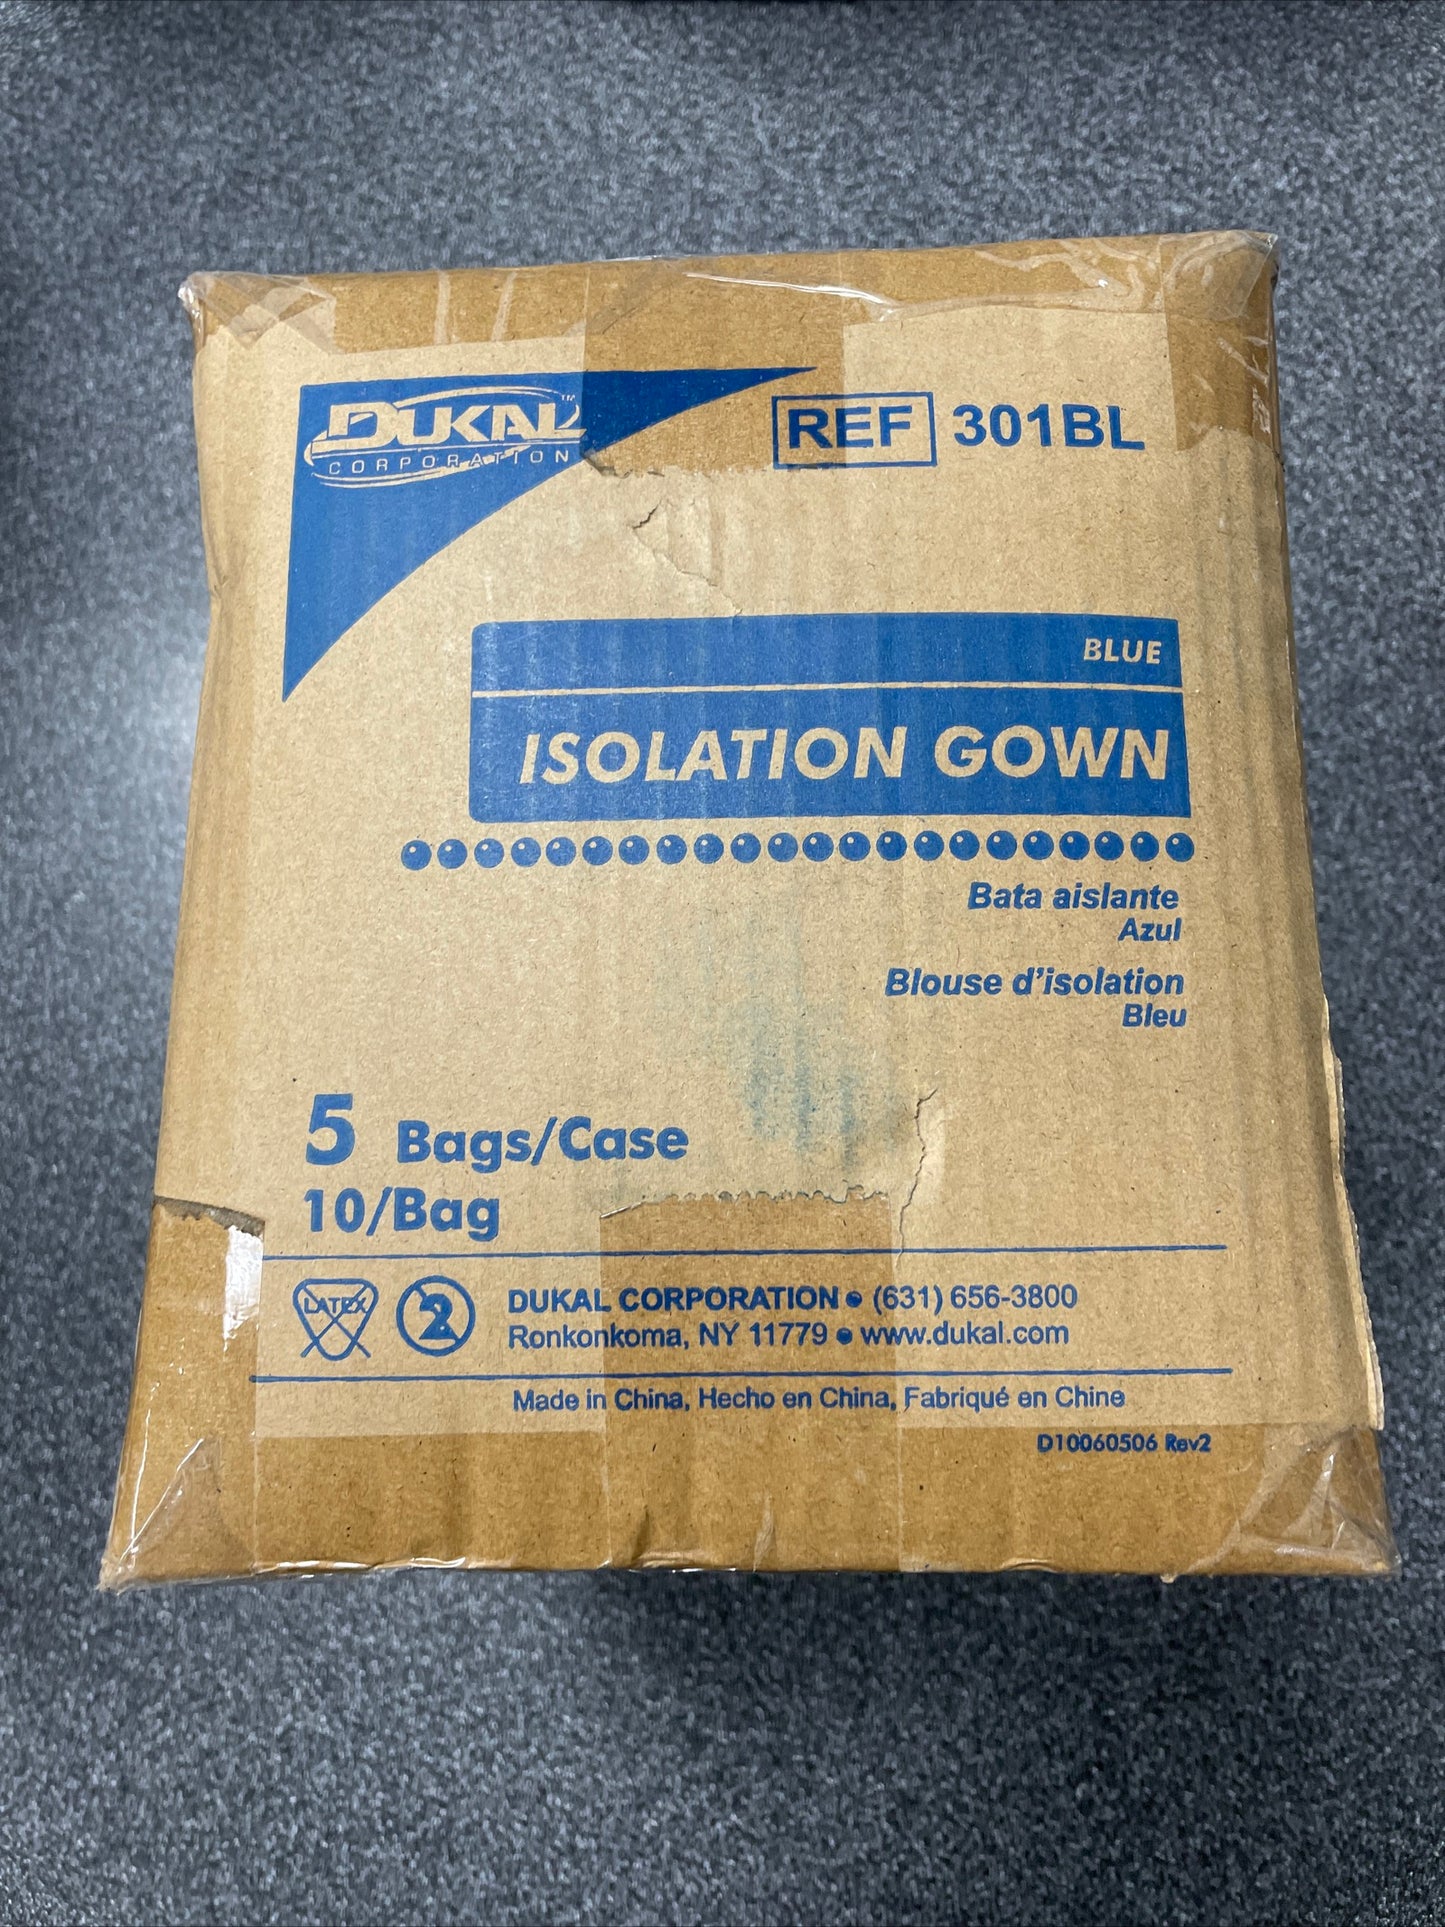 DUKAL™
CORPORATION
REF 301BL
BLUE
ISOLATION GOWN
Bata aislante
Azul
Blouse d'isolation
Bleu
5 Bags/Case
10/Bag
LATEX
2
DUKAL CORPORATION • (631) 656-3800
Ronkonkoma, NY 11779 • www.dukal.com
Made in China, Hecho en China, Fabriqué en Chine
D10060506 Rev2